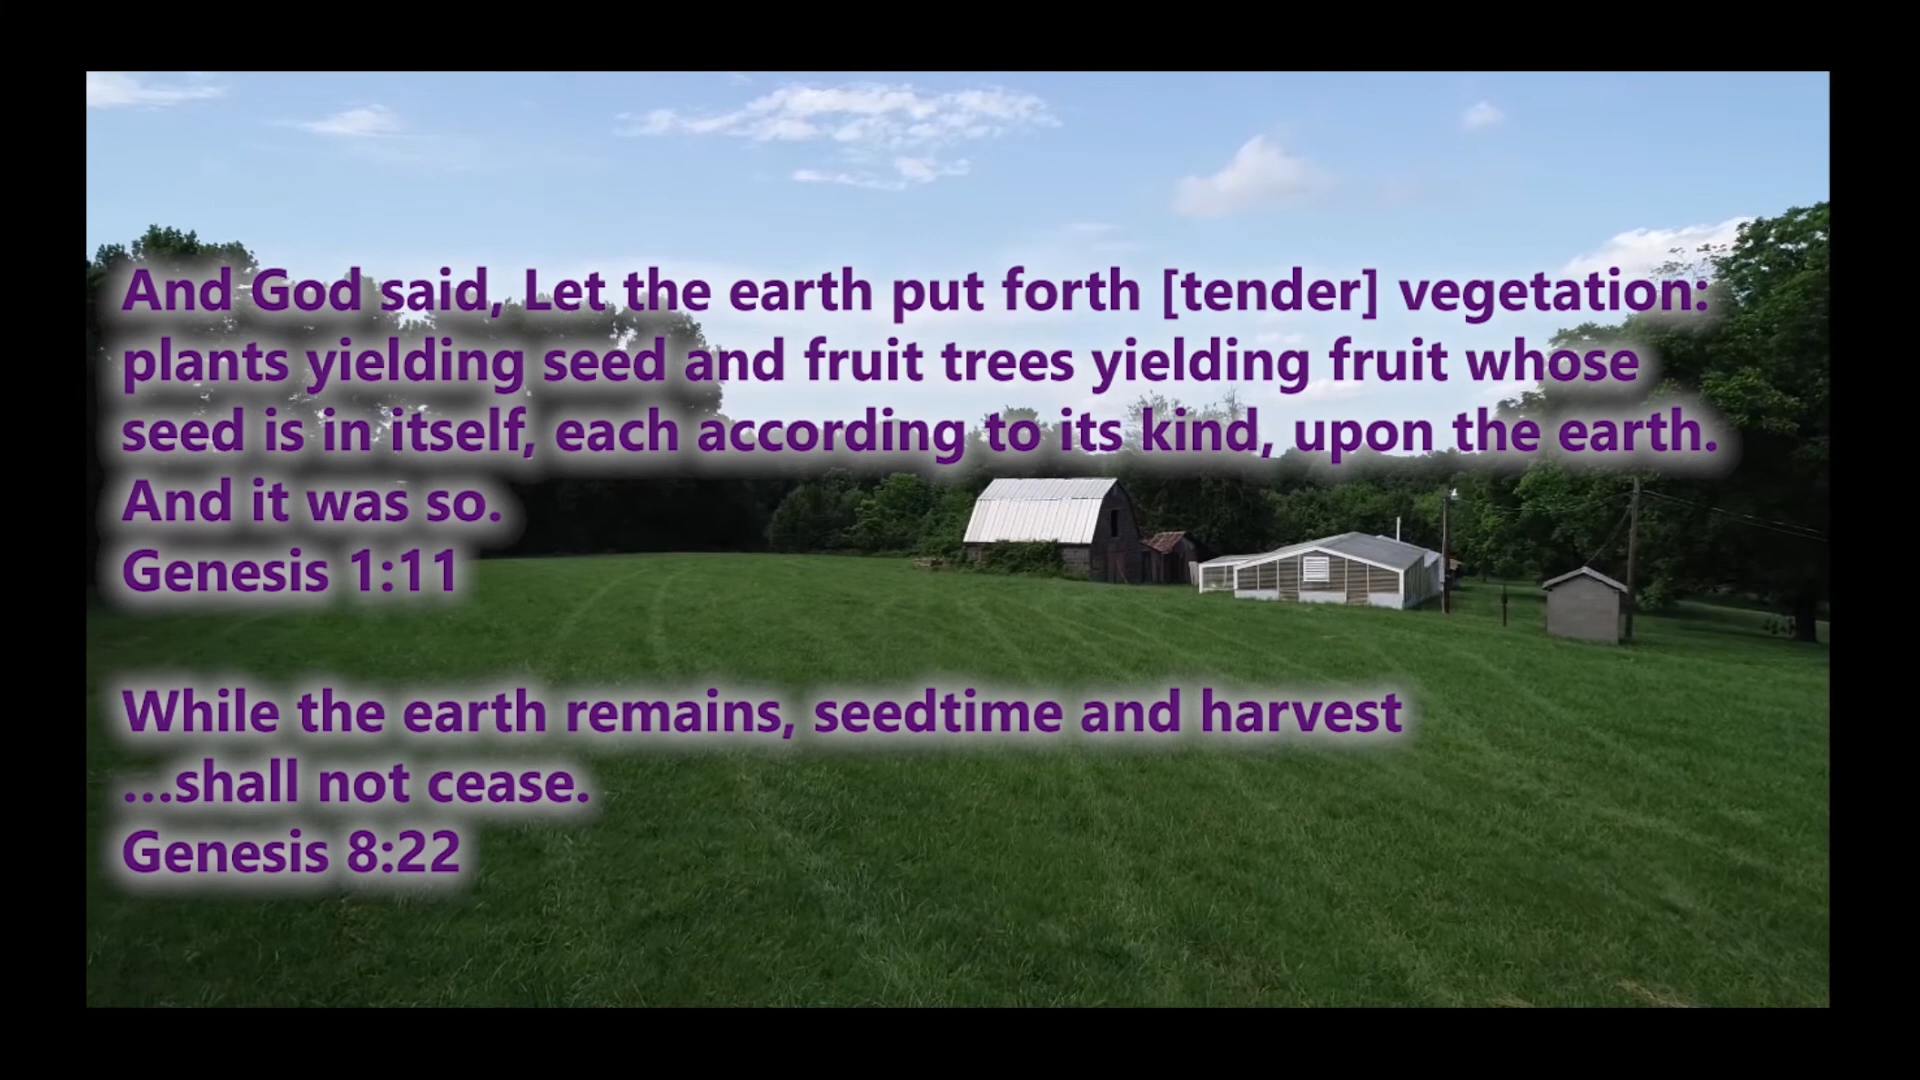 And God said, Let the earth put forth [tender] vegetation:
plants yielding seed and fruit trees yielding fruit whose
seed is in itself, each according to its kind, upon the earth.
And it was so.
Genesis 1:11
While the earth remains, seedtime and harvest
...shall not cease.
Genesis 8:22